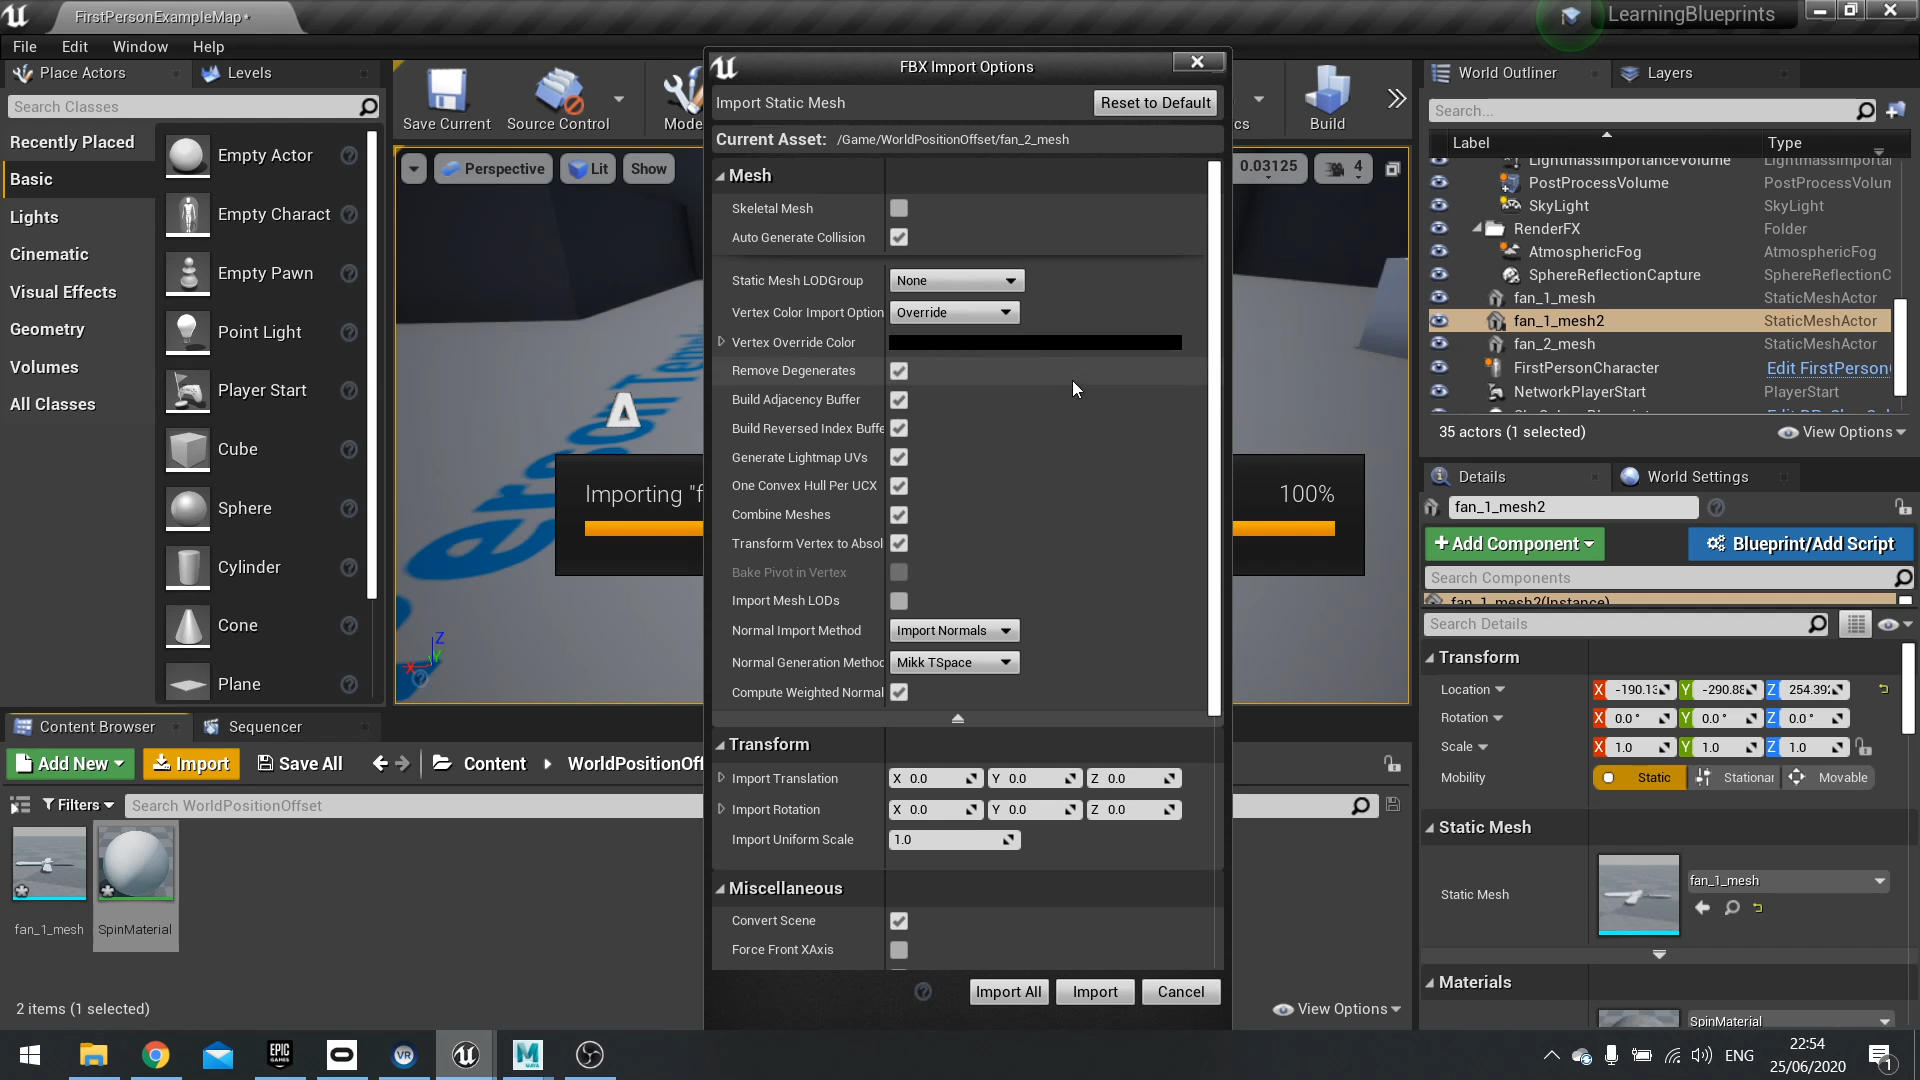 FirstPersonExampleMap*
LearningBlueprints
File
Edit
Window
Help
Place Actors
Levels
Search Classes
Recently Placed
Basic
Lights
Cinematic
Visual Effects
Geometry
Volumes
All Classes
Empty Actor
Empty Charact
Empty Pawn
Point Light
Player Start
Cube
Sphere
Cylinder
Cone
Plane
Save Current
Source Control
Mode
Build
Perspective
Lit
Show
0.03125
4
Importing "f
100%
Z
Y
X
FBX Import Options
Import Static Mesh
Reset to Default
Current Asset: /Game/WorldPositionOffset/fan_2_mesh
Mesh
Skeletal Mesh
Auto Generate Collision
Static Mesh LODGroup
None
Vertex Color Import Option
Override
Vertex Override Color
Remove Degenerates
Build Adjacency Buffer
Build Reversed Index Buffe
Generate Lightmap UVs
One Convex Hull Per UCX
Combine Meshes
Transform Vertex to Absol
Bake Pivot in Vertex
Import Mesh LODs
Normal Import Method
Import Normals
Normal Generation Method
Mikk TSpace
Compute Weighted Normal
Transform
Import Translation
X 0.0
Y 0.0
Z 0.0
Import Rotation
X 0.0
Y 0.0
Z 0.0
Import Uniform Scale
1.0
Miscellaneous
Convert Scene
Force Front XAxis
Import All
Import
Cancel
World Outliner
Layers
Search...
Label
Type
LightmassImportanceVolume
LightmassImportai
PostProcessVolume
PostProcessVolum
SkyLight
SkyLight
RenderFX
Folder
AtmosphericFog
AtmosphericFog
SphereReflectionCapture
SphereReflectionC
fan_1_mesh
StaticMeshActor
fan_1_mesh2
StaticMeshActor
fan_2_mesh
StaticMeshActor
FirstPersonCharacter
Edit FirstPerson
NetworkPlayerStart
PlayerStart
35 actors (1 selected)
View Options
Details
World Settings
fan_1_mesh2
Add Component
Blueprint/Add Script
Search Components
fan_1_mesh2(Instance)
Search Details
Transform
Location
X -190.13
Y -290.88
Z 254.392
Rotation
X 0.0 °
Y 0.0 °
Z 0.0 °
Scale
X 1.0
Y 1.0
Z 1.0
Mobility
Static
Stationar
Movable
Static Mesh
Static Mesh
fan_1_mesh
Materials
SpinMaterial
Content Browser
Sequencer
Add New
Import
Save All
Content
WorldPositionOff
Filters
Search WorldPositionOffset
fan_1_mesh
SpinMaterial
2 items (1 selected)
View Options
EPIC
GAMES
VR
M
MAYA
ENG
22:54
25/06/2020
1